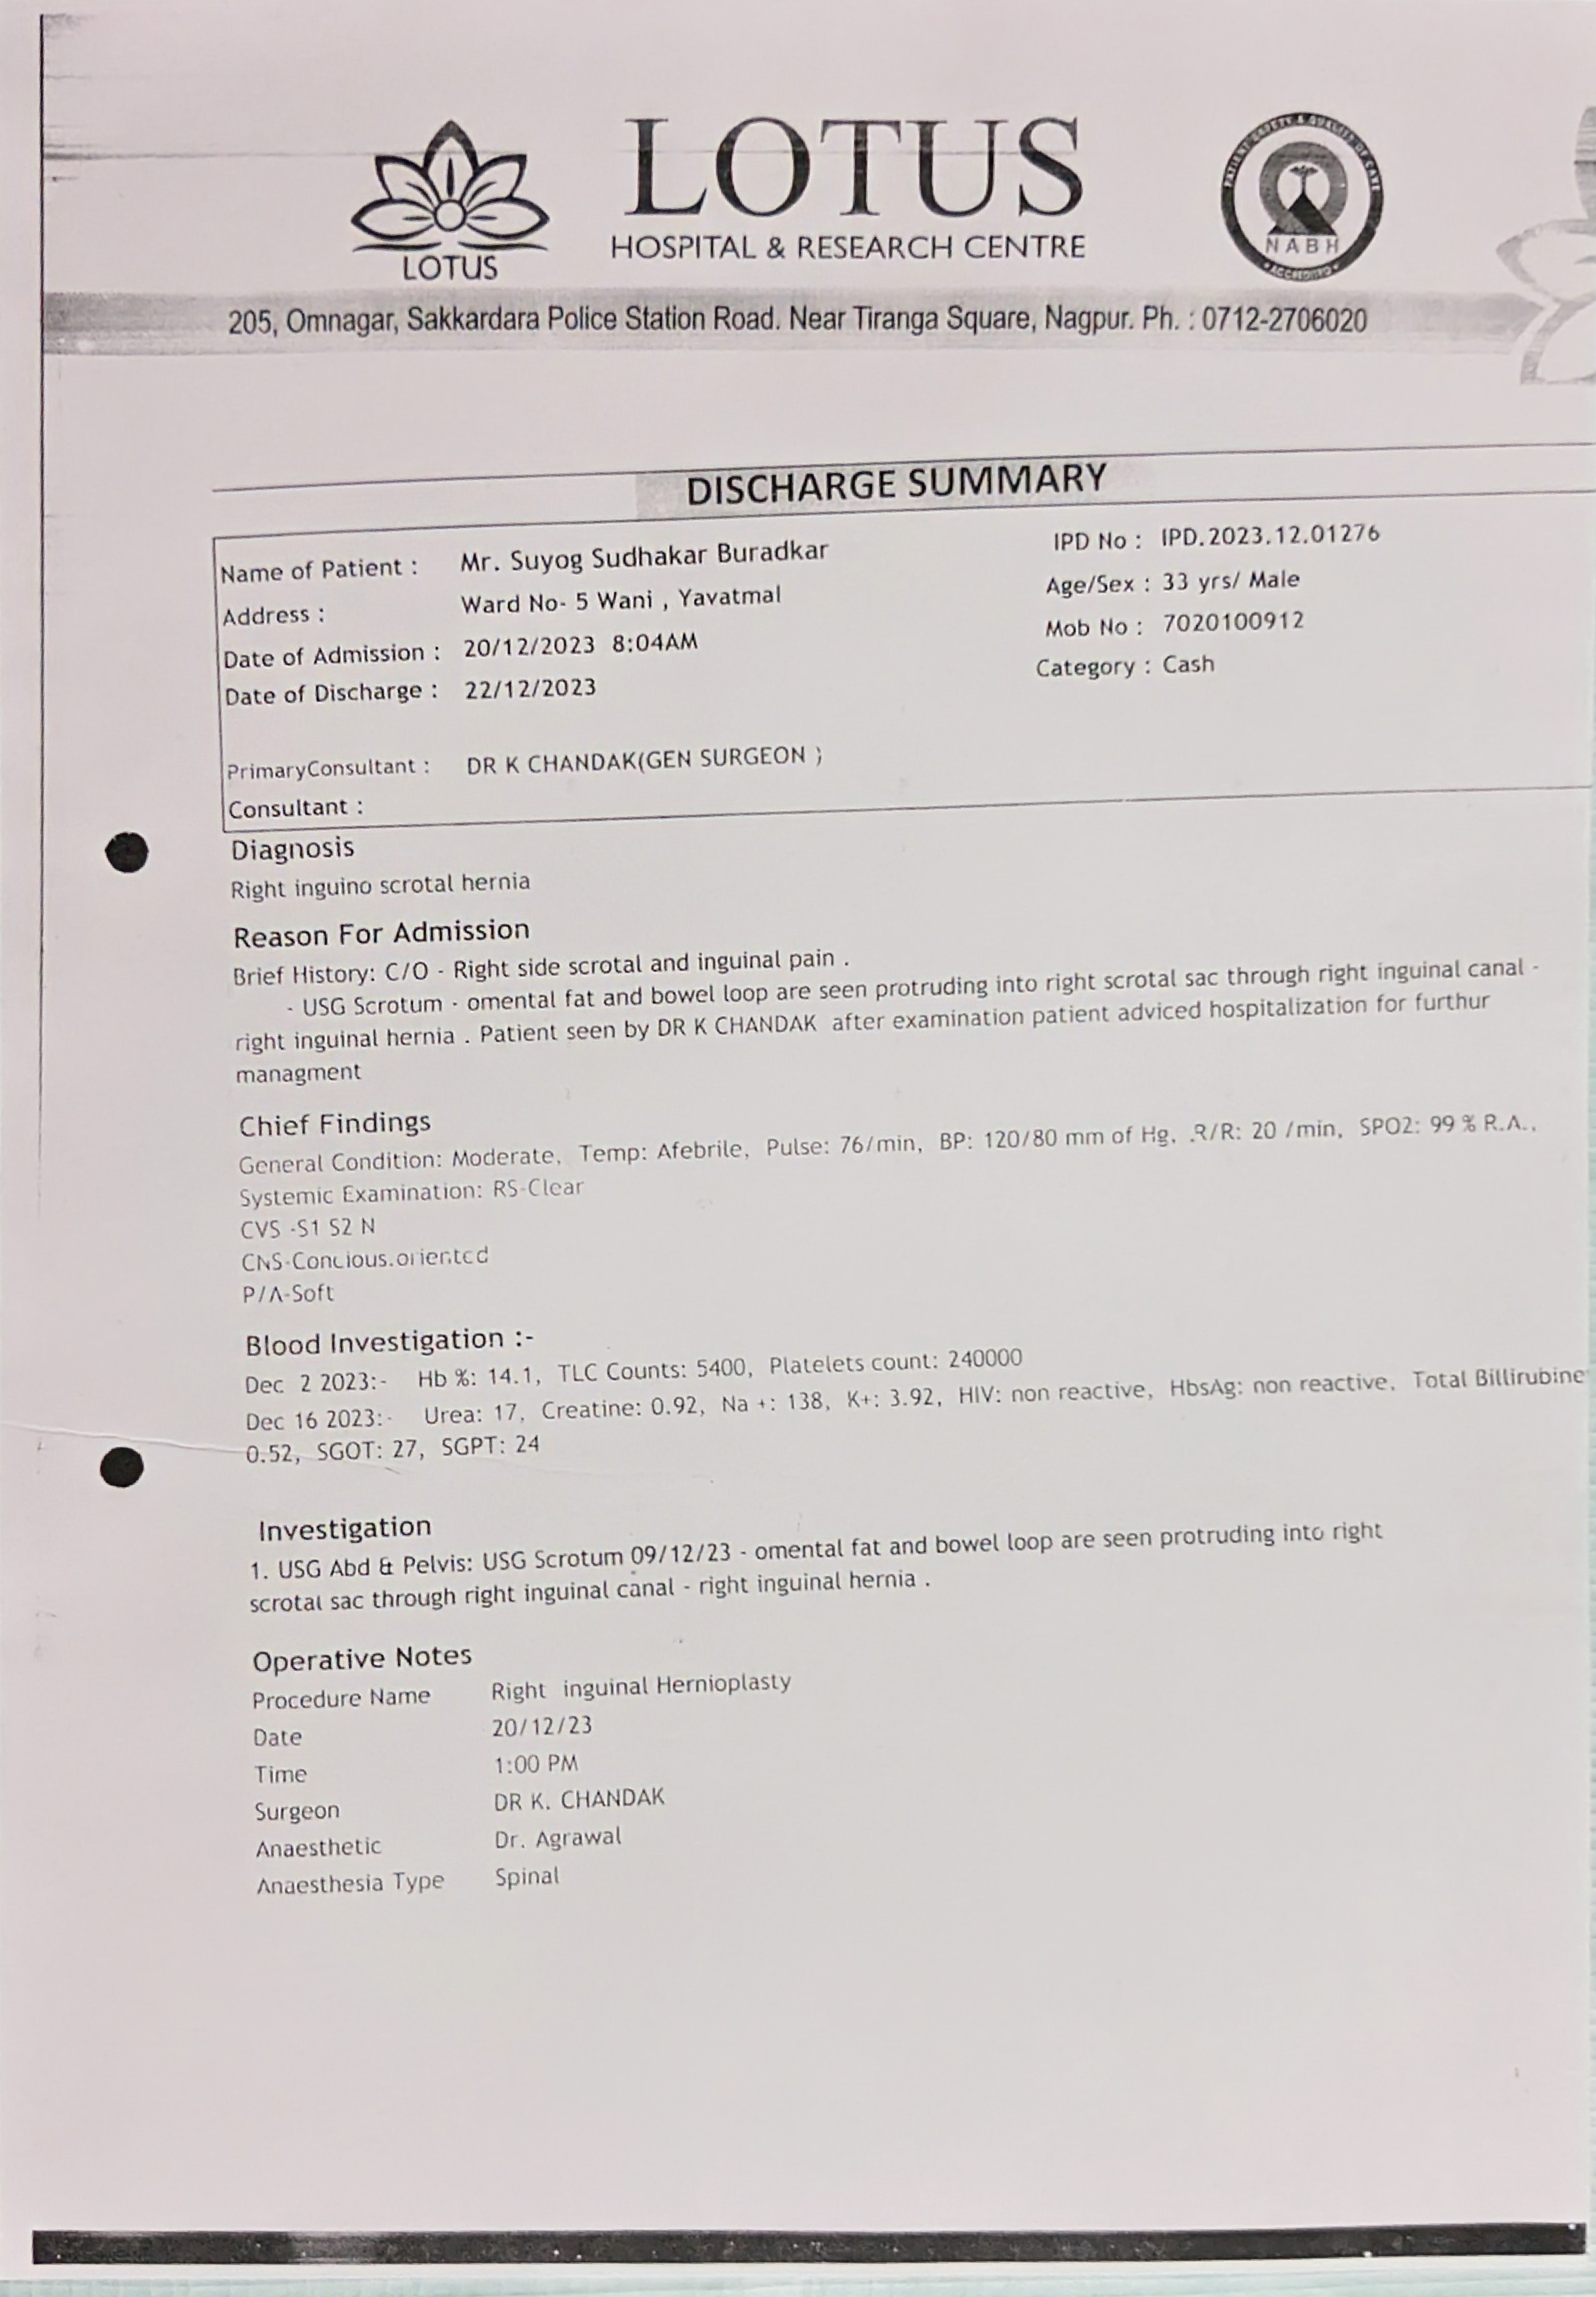 LOTUS
LOTUS
HOSPITAL & RESEARCH CENTRE
NABH
ACCREDITED
205, Omnagar, Sakkardara Police Station Road. Near Tiranga Square, Nagpur. Ph. : 0712-2706020
DISCHARGE SUMMARY
Name of Patient : Mr. Suyog Sudhakar Buradkar IPD No : IPD.2023.12.01276
Address : Ward No- 5 Wani , Yavatmal Age/Sex : 33 yrs/ Male
Date of Admission : 20/12/2023 8:04AM Mob No : 7020100912
Date of Discharge : 22/12/2023 Category : Cash
PrimaryConsultant : DR K CHANDAK(GEN SURGEON )
Consultant :
Diagnosis
Right inguino scrotal hernia
Reason For Admission
Brief History: C/O - Right side scrotal and inguinal pain .
- USG Scrotum - omental fat and bowel loop are seen protruding into right scrotal sac through right inguinal canal -
right inguinal hernia . Patient seen by DR K CHANDAK after examination patient adviced hospitalization for furthur
managment
Chief Findings
General Condition: Moderate, Temp: Afebrile, Pulse: 76/min, BP: 120/80 mm of Hg, R/R: 20 /min, SPO2: 99 % R.A.,
Systemic Examination: RS-Clear
CVS -S1 S2 N
CNS-Concious.oriented
P/A-Soft
Blood Investigation :-
Dec 2 2023:- Hb %: 14.1, TLC Counts: 5400, Platelets count: 240000
Dec 16 2023:- Urea: 17, Creatine: 0.92, Na +: 138, K+: 3.92, HIV: non reactive, HbsAg: non reactive, Total Billirubine
0.52, SGOT: 27, SGPT: 24
Investigation
1. USG Abd & Pelvis: USG Scrotum 09/12/23 - omental fat and bowel loop are seen protruding into right
scrotal sac through right inguinal canal - right inguinal hernia .
Operative Notes
Procedure Name Right inguinal Hernioplasty
Date 20/12/23
Time 1:00 PM
Surgeon DR K. CHANDAK
Anaesthetic Dr. Agrawal
Anaesthesia Type Spinal